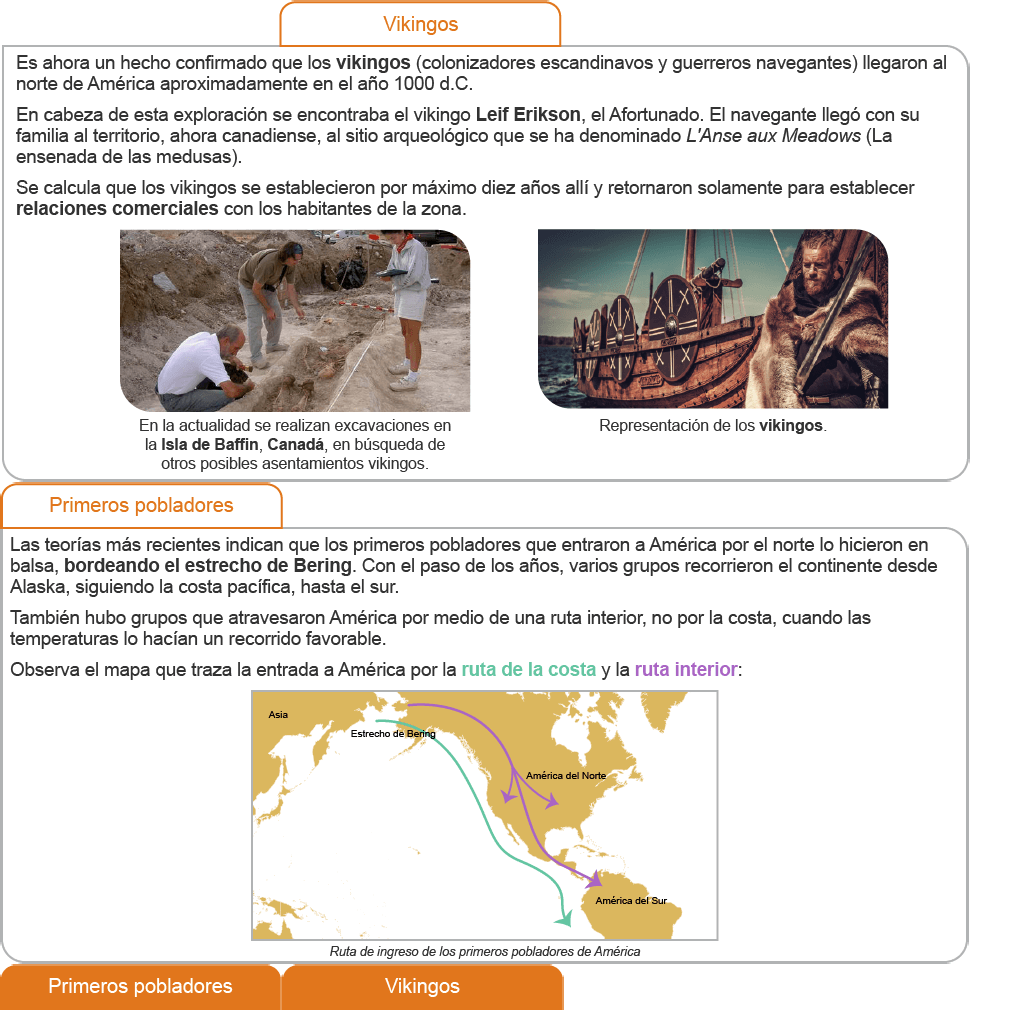 Vikingos
Es ahora un hecho confirmado que los vikingos (colonizadores escandinavos y guerreros navegantes) llegaron al
norte de América aproximadamente en el año 1000 d.C.
En cabeza de esta exploración se encontraba el vikingo Leif Erikson, el Afortunado. El navegante llegó con su
familia al territorio, ahora canadiense, al sitio arqueológico que se ha denominado L'Anse aux Meadows (La
ensenada de las medusas).
Se calcula que los vikingos se establecieron por máximo diez años allí y retornaron solamente para establecer
relaciones comerciales con los habitantes de la zona.
En la actualidad se realizan excavaciones en
la Isla de Baffin, Canadá, en búsqueda de
otros posibles asentamientos vikingos.
Representación de los vikingos.
Primeros pobladores
Las teorías más recientes indican que los primeros pobladores que entraron a América por el norte lo hicieron en
balsa, bordeando el estrecho de Bering. Con el paso de los años, varios grupos recorrieron el continente desde
Alaska, siguiendo la costa pacífica, hasta el sur.
También hubo grupos que atravesaron América por medio de una ruta interior, no por la costa, cuando las
temperaturas lo hacían un recorrido favorable.
Observa el mapa que traza la entrada a América por la ruta de la costa y la ruta interior:
Asia
Estrecho de Bering
América del Norte
América del Sur
Ruta de ingreso de los primeros pobladores de América
Primeros pobladores
Vikingos